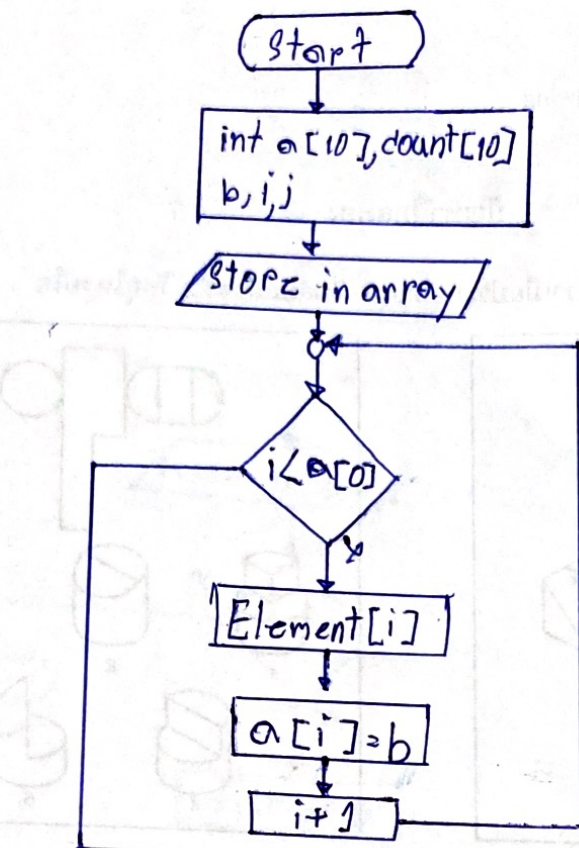 Start
int a[10], count[10]
b, i, j
Store in array
i < a[0]
Y
Element[i]
a[i] = b
i+1